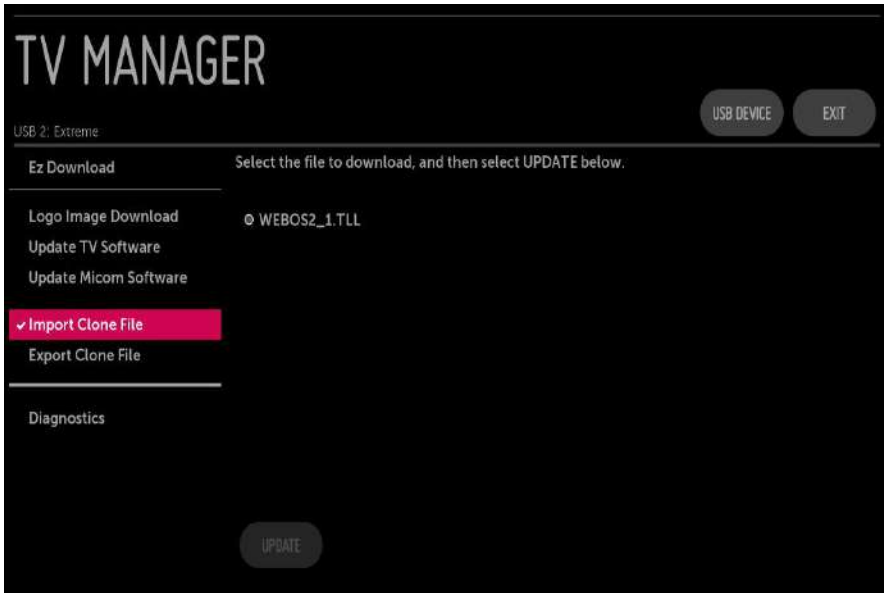 TV MANAGER
USB DEVICE
EXIT
USB 2: Extreme
Ez Download
Select the file to download, and then select UPDATE below.
Logo Image Download
WEBOS2_1.TLL
Update TV Software
Update Micom Software
Import Clone File
Export Clone File
Diagnostics
UPDATE